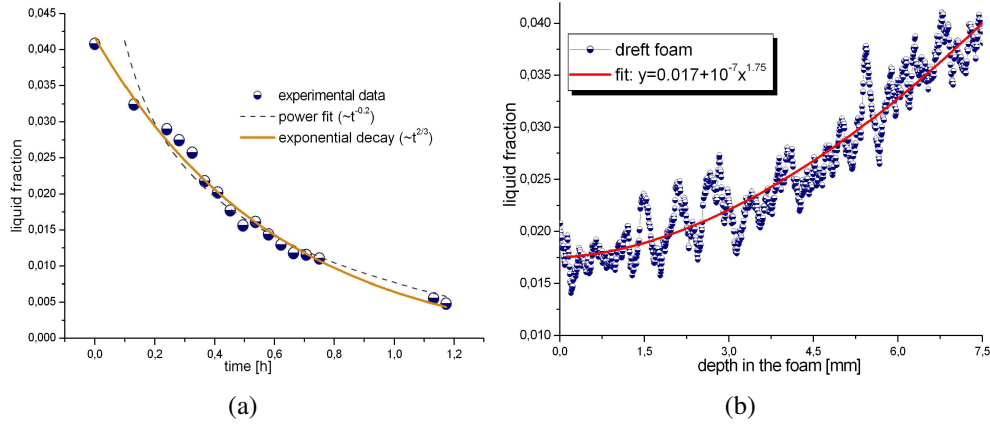 0,045
0,040
0,035
0,030
0,025
0,020
0,015
0,010
0,005
0,000
liquid fraction
experimental data
power fit (~t^-0.2)
exponential decay (~t^2/3)
0,0 0,2 0,4 0,6 0,8 1,0 1,2
time [h]
(a)
0,040
0,035
0,030
0,025
0,020
0,015
0,010
liquid fraction
dreft foam
fit: y=0.017+10^-7x^1.75
0,0 1,5 3,0 4,5 6,0 7,5
depth in the foam [mm]
(b)